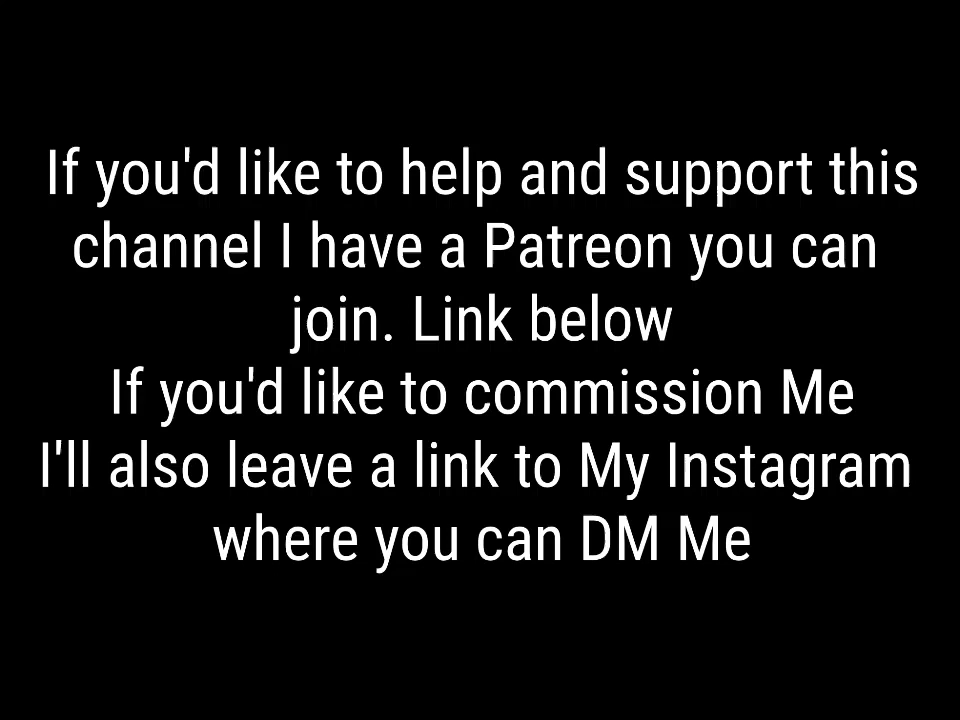 If you'd like to help and support this
channel I have a Patreon you can
join. Link below
If you'd like to commission Me
I'll also leave a link to My Instagram
where you can DM Me